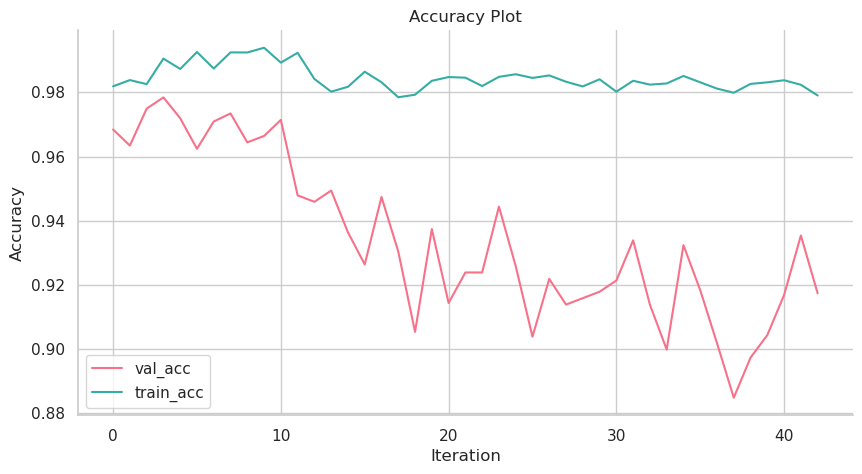 Accuracy Plot
Accuracy
0.98
0.96
0.94
0.92
0.90
0.88
val_acc
train_acc
0 10 20 30 40
Iteration